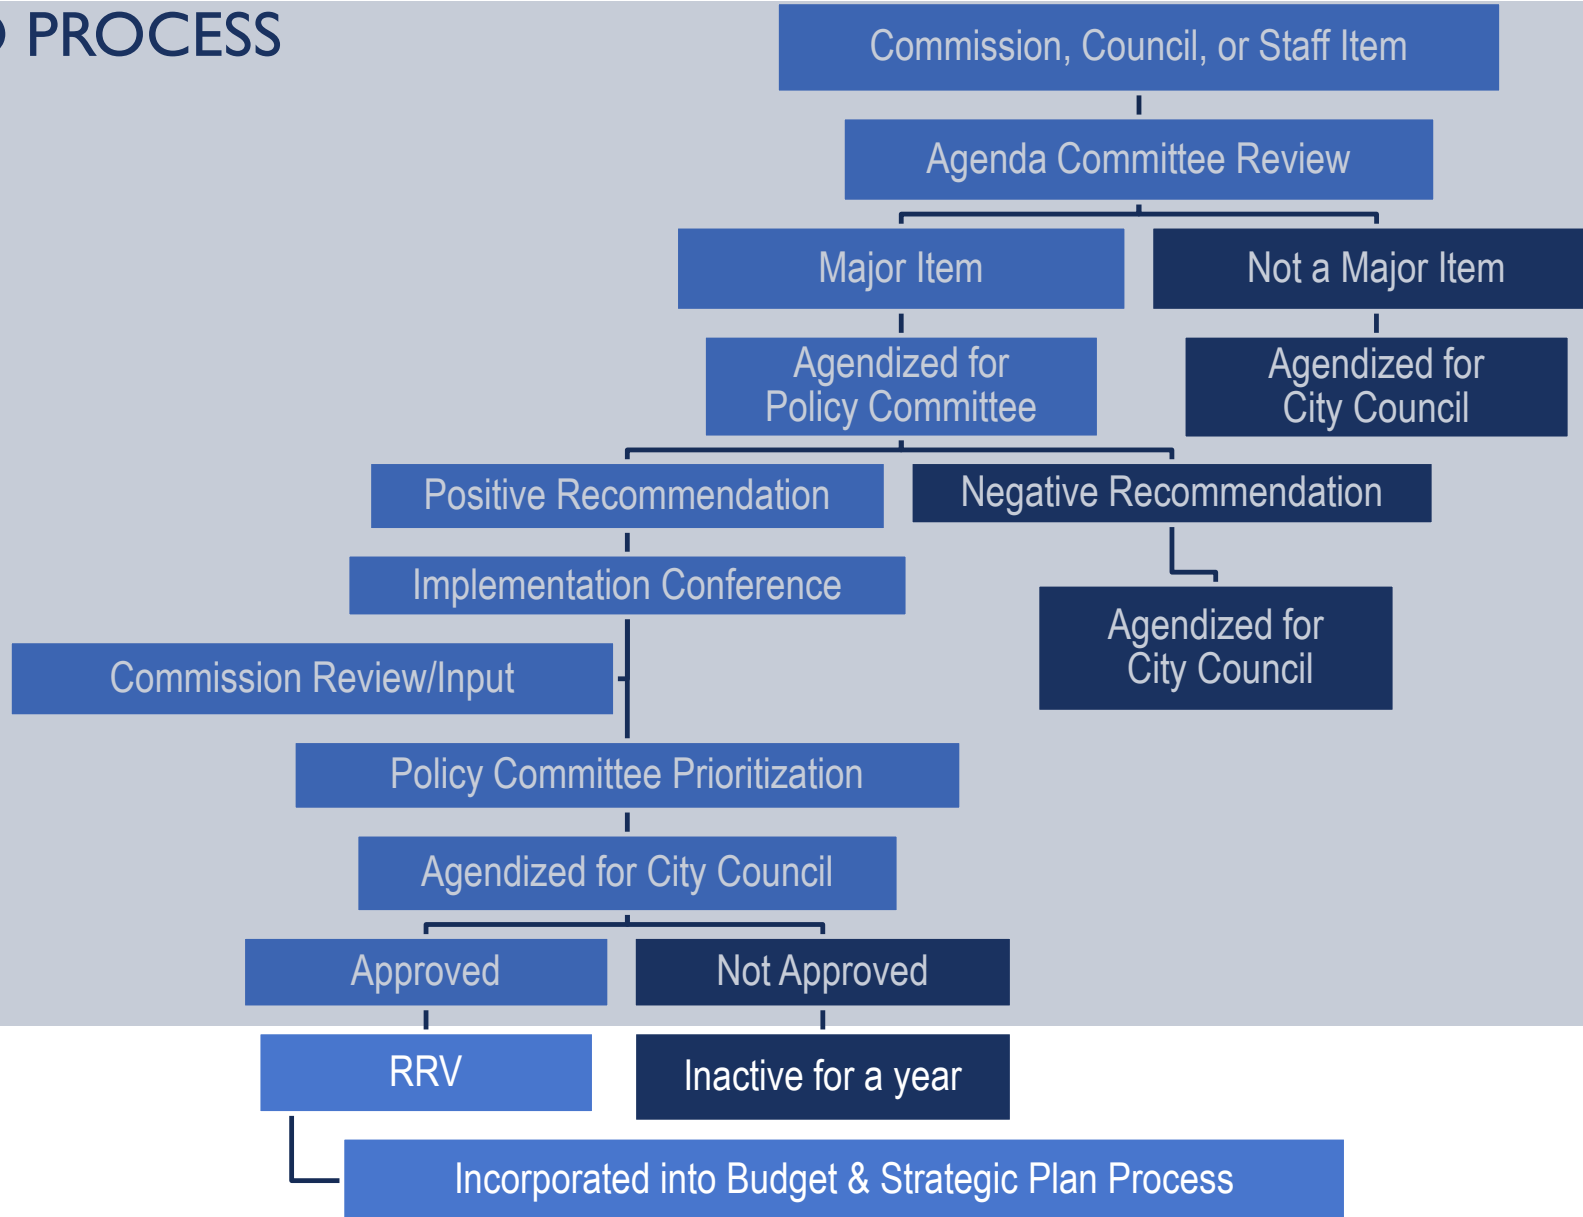 PROCESS
Commission, Council, or Staff Item
Agenda Committee Review
Major Item
Not a Major Item
Agendized for
Policy Committee
Agendized for
City Council
Positive Recommendation
Negative Recommendation
Implementation Conference
Agendized for
City Council
Commission Review/Input
Policy Committee Prioritization
Agendized for City Council
Approved
Not Approved
RRV
Inactive for a year
Incorporated into Budget & Strategic Plan Process